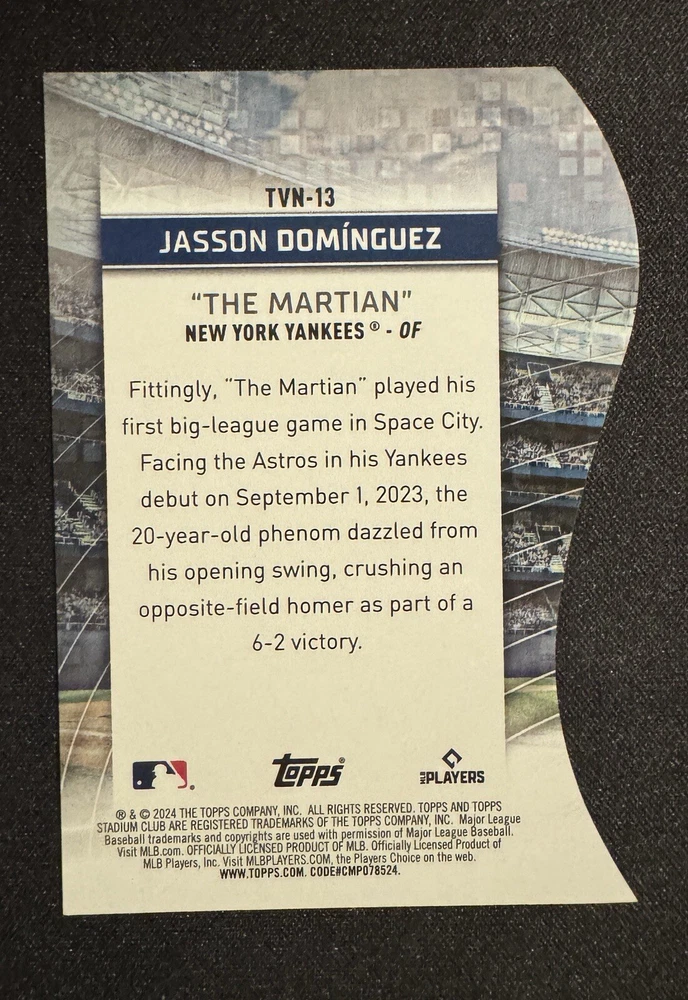 TVN-13
JASSON DOMÍNGUEZ
"THE MARTIAN"
NEW YORK YANKEES® - OF
Fittingly, "The Martian" played his
first big-league game in Space City.
Facing the Astros in his Yankees
debut on September 1, 2023, the
20-year-old phenom dazzled from
his opening swing, crushing an
opposite-field homer as part of a
6-2 victory.
Topps® MLB PLAYERS
® & © 2024 THE TOPPS COMPANY, INC. ALL RIGHTS RESERVED. TOPPS AND TOPPS
STADIUM CLUB ARE REGISTERED TRADEMARKS OF THE TOPPS COMPANY, INC. Major League
Baseball trademarks and copyrights are used with permission of Major League Baseball.
Visit MLB.com. OFFICIALLY LICENSED PRODUCT OF MLB. Officially Licensed Product of
MLB Players, Inc. Visit MLBPLAYERS.COM, the Players Choice on the web.
WWW.TOPPS.COM. CODE#CMP078524.